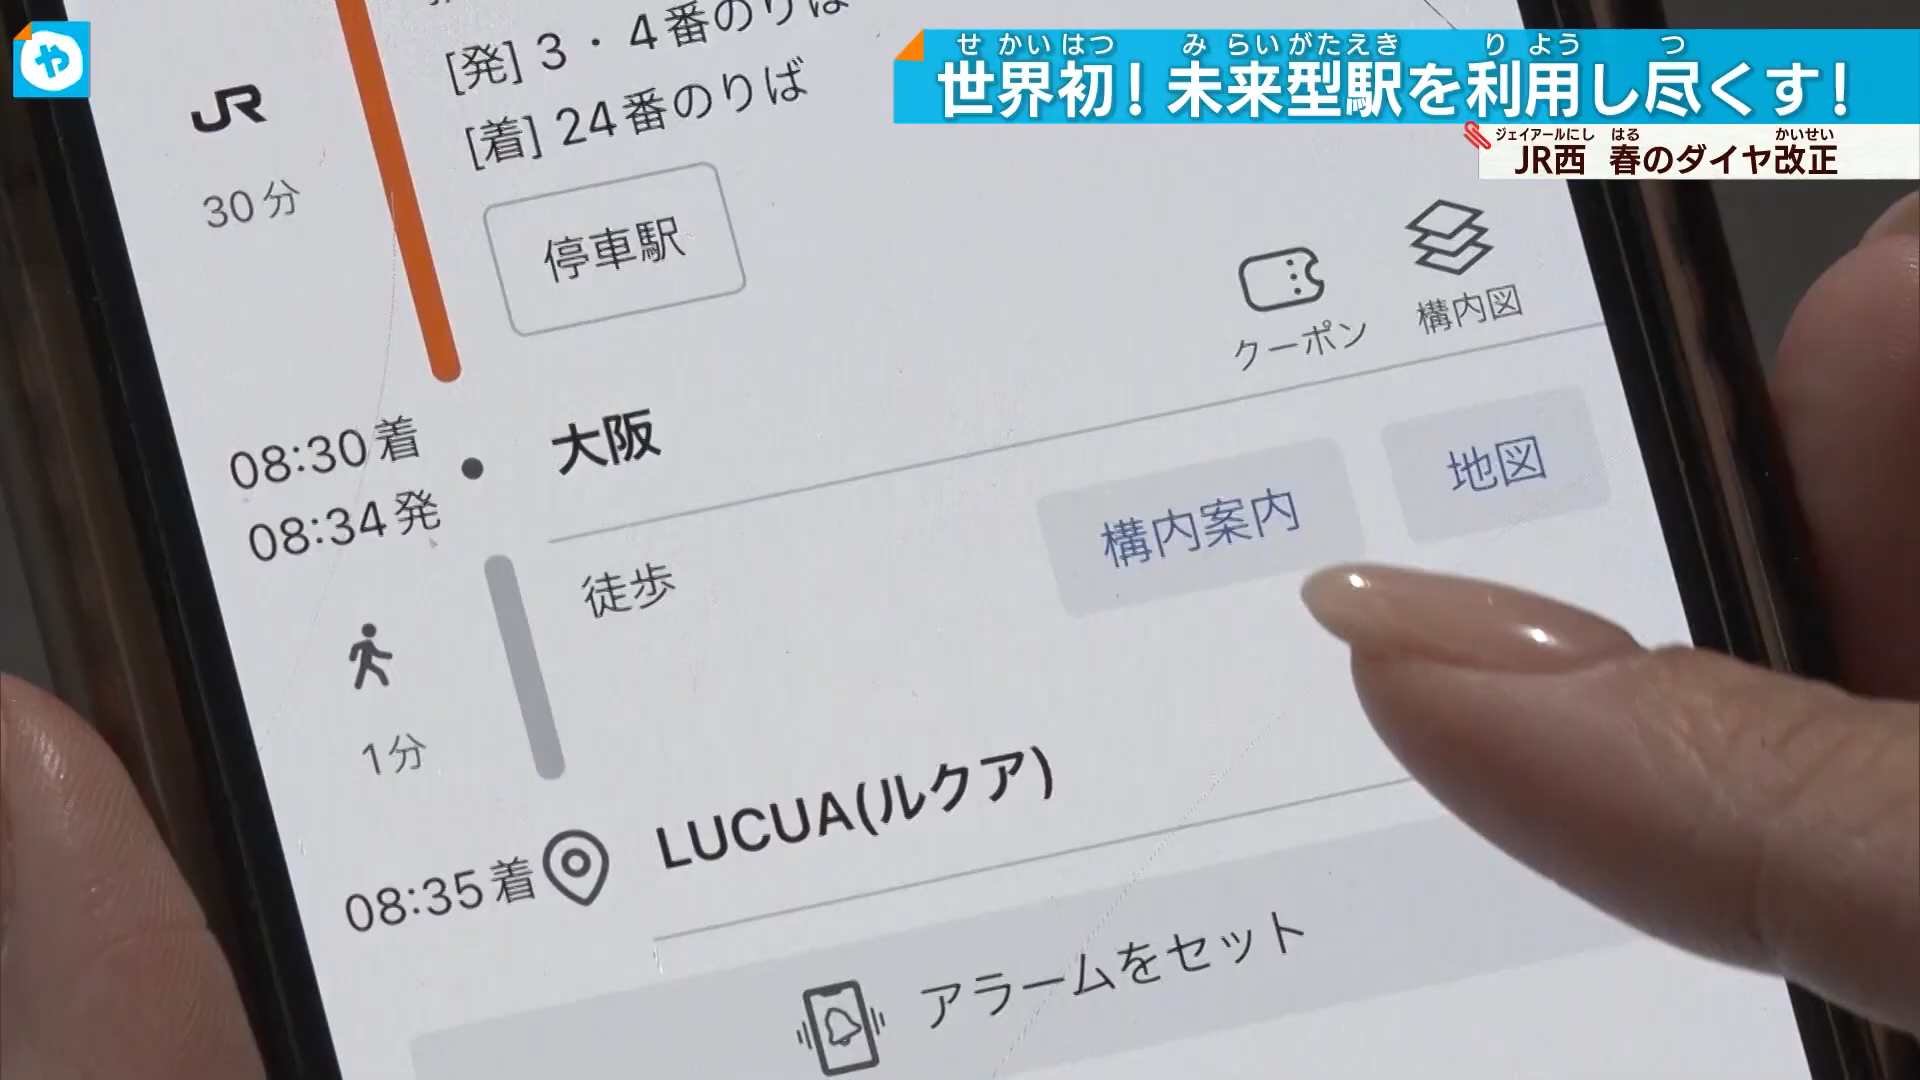 や
せ かい はつ み らい がた えき り よう つ
世界初！未来型駅を利用し尽くす！
ジェイアールにし はる かいせい
JR西 春のダイヤ改正
[発] 3・4番のりば
[着] 24番のりば
JR
30分
停車駅
クーポン
構内図
08:30着
大阪
08:34発
徒歩
構内案内
地図
1分
08:35着
LUCUA(ルクア)
アラームをセット